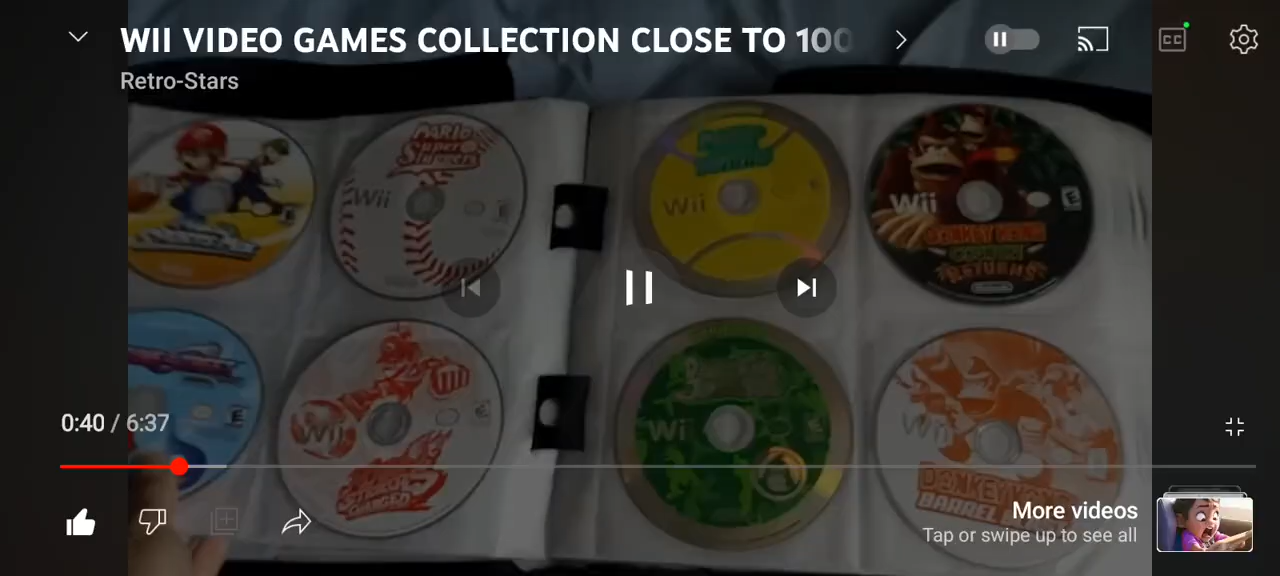 WII VIDEO GAMES COLLECTION CLOSE TO 100
Retro-Stars
CC
MARIO
Super
Sluggers
Wii
E
Wii
Wii
E
DONKEY KONG
COUNTRY
RETURNS
E
Wii
E
Wii
E
Wii
DONKEY KONG
BARREL
0:40 / 6:37
More videos
Tap or swipe up to see all